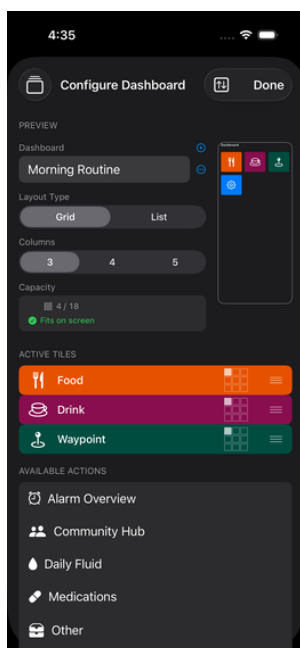 4:35
Configure Dashboard
Done
PREVIEW
Dashboard
Morning Routine
Layout Type
Grid
List
Columns
3
4
5
Capacity
4 / 18
Fits on screen
Dashboard
ACTIVE TILES
Food
Drink
Waypoint
AVAILABLE ACTIONS
Alarm Overview
Community Hub
Daily Fluid
Medications
Other